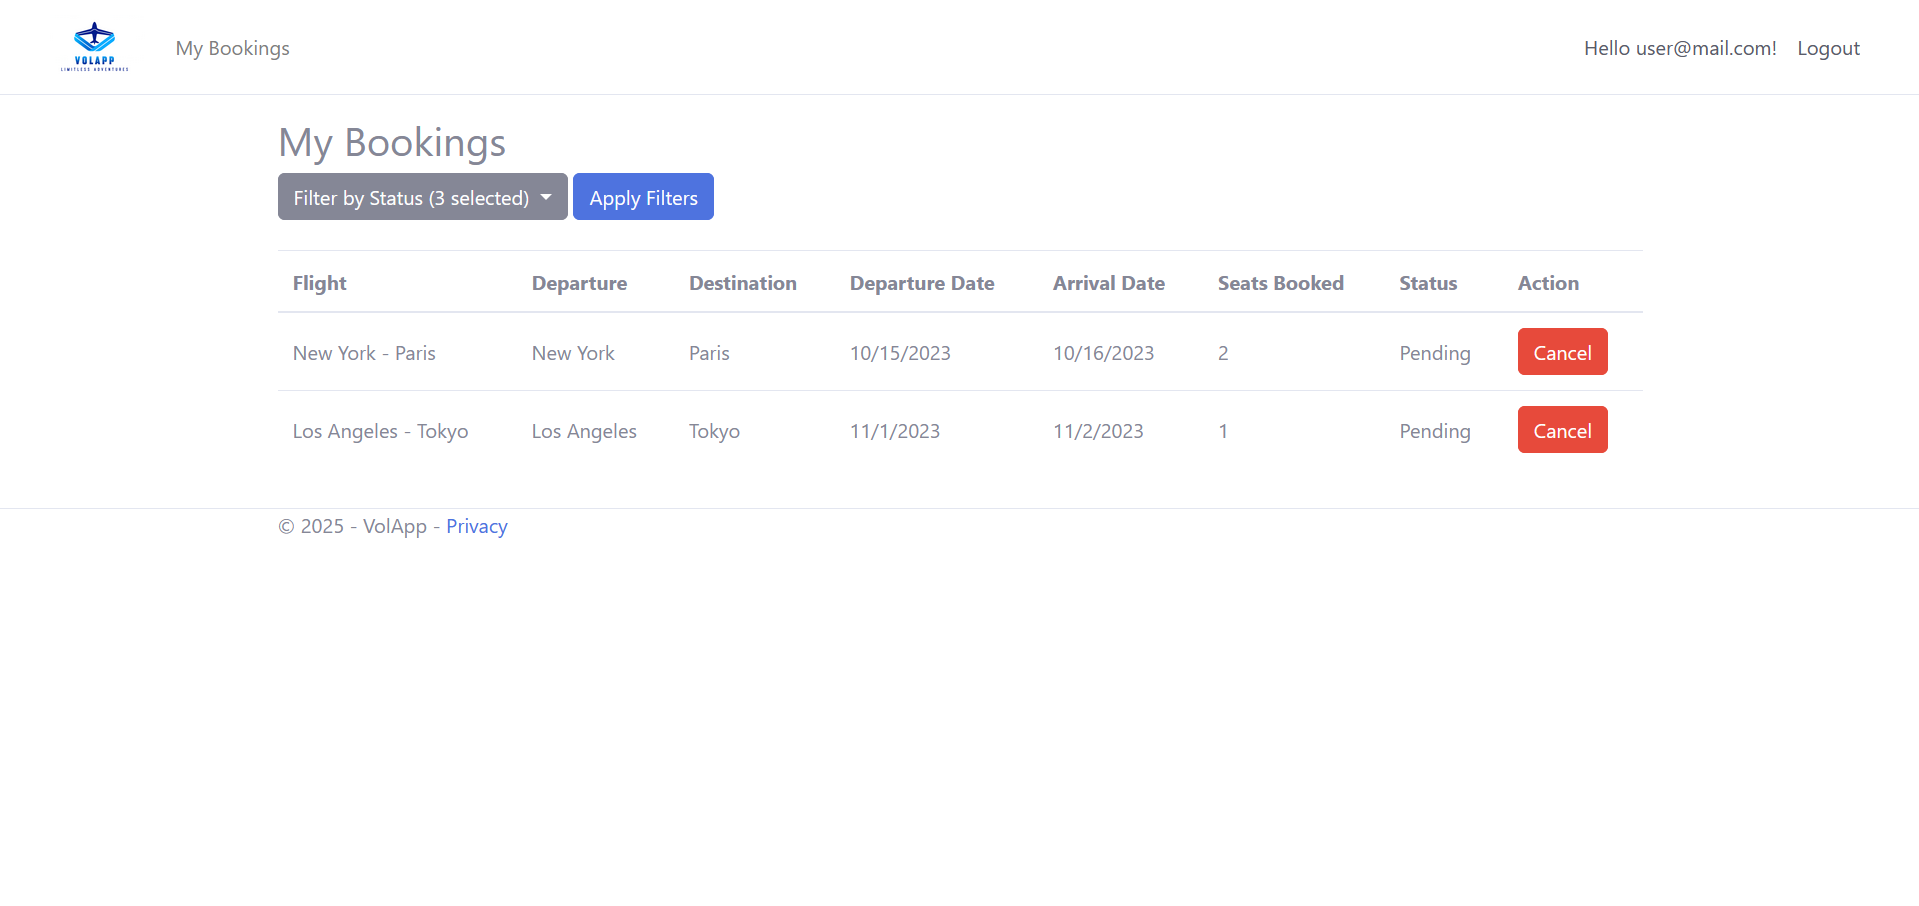 VOLAPP
LIMITLESS ADVENTURES
My Bookings
Hello user@mail.com! Logout
My Bookings
Filter by Status (3 selected) Apply Filters
Flight Departure Destination Departure Date Arrival Date Seats Booked Status Action
New York - Paris New York Paris 10/15/2023 10/16/2023 2 Pending Cancel
Los Angeles - Tokyo Los Angeles Tokyo 11/1/2023 11/2/2023 1 Pending Cancel
© 2025 - VolApp - Privacy